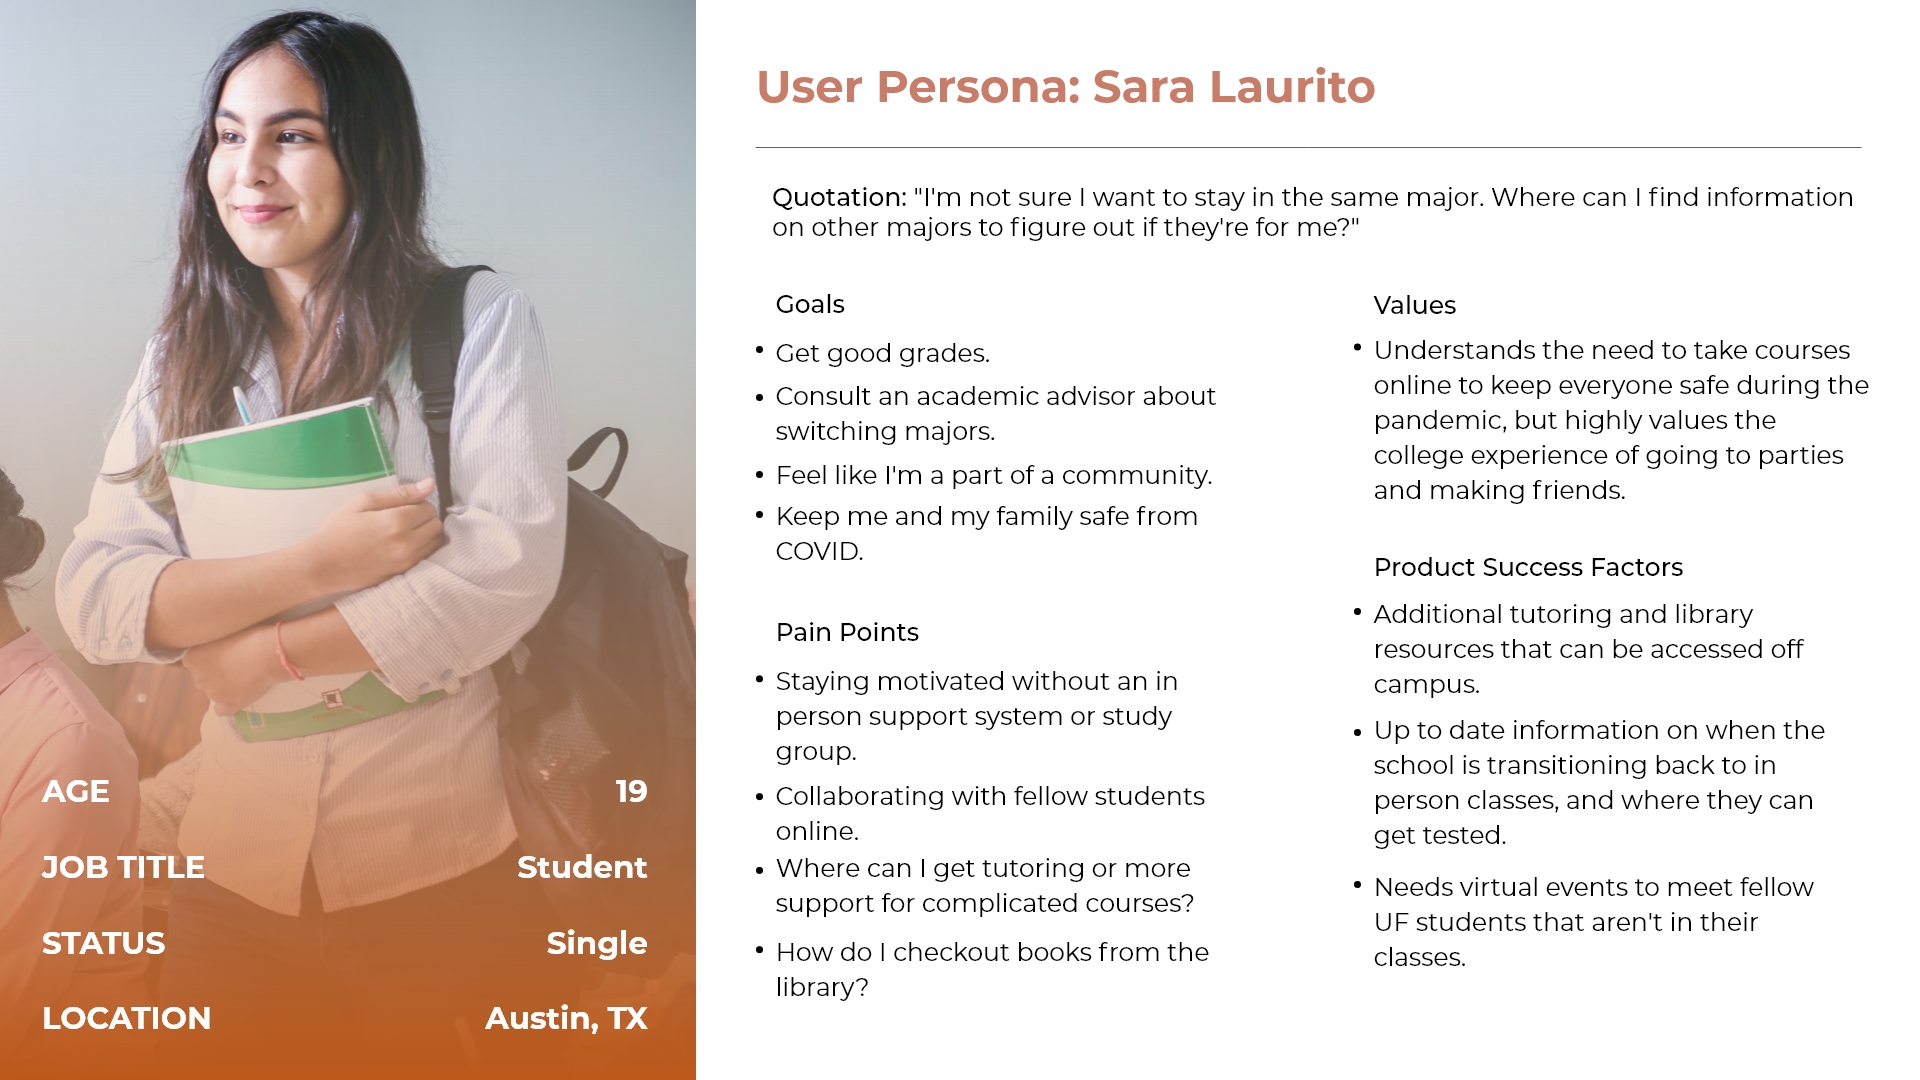 User Persona: Sara Laurito
Quotation: "I'm not sure I want to stay in the same major. Where can I find information
on other majors to figure out if they're for me?"
Goals
• Get good grades.
• Consult an academic advisor about
switching majors.
• Feel like I'm a part of a community.
• Keep me and my family safe from
COVID.
Pain Points
• Staying motivated without an in
person support system or study
group.
• Collaborating with fellow students
online.
• Where can I get tutoring or more
support for complicated courses?
• How do I checkout books from the
library?
Values
• Understands the need to take courses
online to keep everyone safe during the
pandemic, but highly values the
college experience of going to parties
and making friends.
Product Success Factors
• Additional tutoring and library
resources that can be accessed off
campus.
• Up to date information on when the
school is transitioning back to in
person classes, and where they can
get tested.
• Needs virtual events to meet fellow
UF students that aren't in their
classes.
AGE 19
JOB TITLE Student
STATUS Single
LOCATION Austin, TX